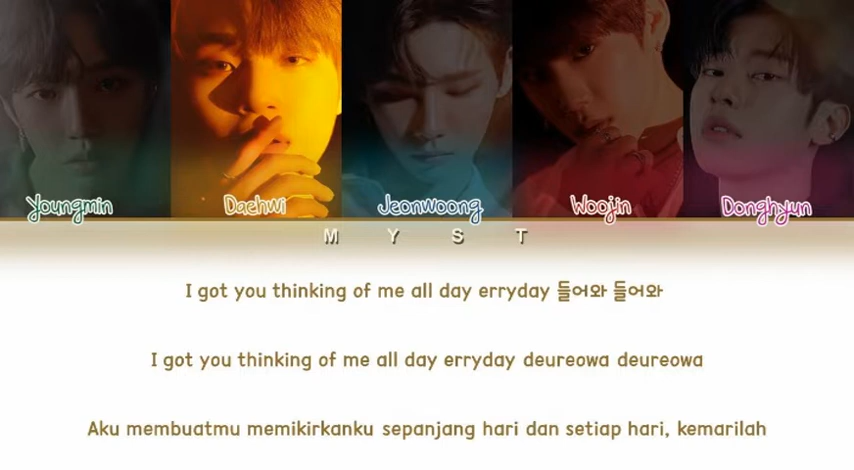 Youngmin Daehwi Jeonwoong Woojin Donghyun
M Y S T
I got you thinking of me all day erryday 들어와 들어와
I got you thinking of me all day erryday deureowa deureowa
Aku membuatmu memikirkanku sepanjang hari dan setiap hari, kemarilah